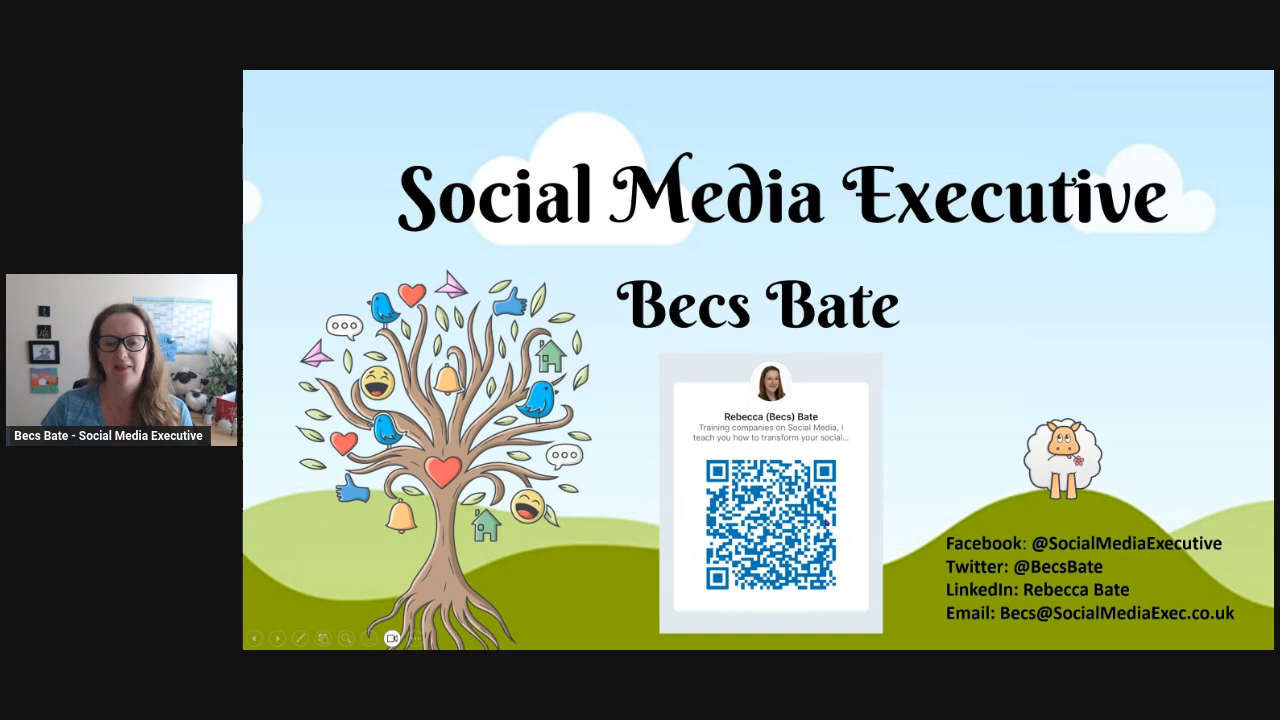 Social Media Executive
Becs Bate
Rebecca (Becs) Bate
Training companies on Social Media, I
teach you how to transform your social...
Facebook: @SocialMediaExecutive
Twitter: @BecsBate
LinkedIn: Rebecca Bate
Email: Becs@SocialMediaExec.co.uk
Becs Bate - Social Media Executive